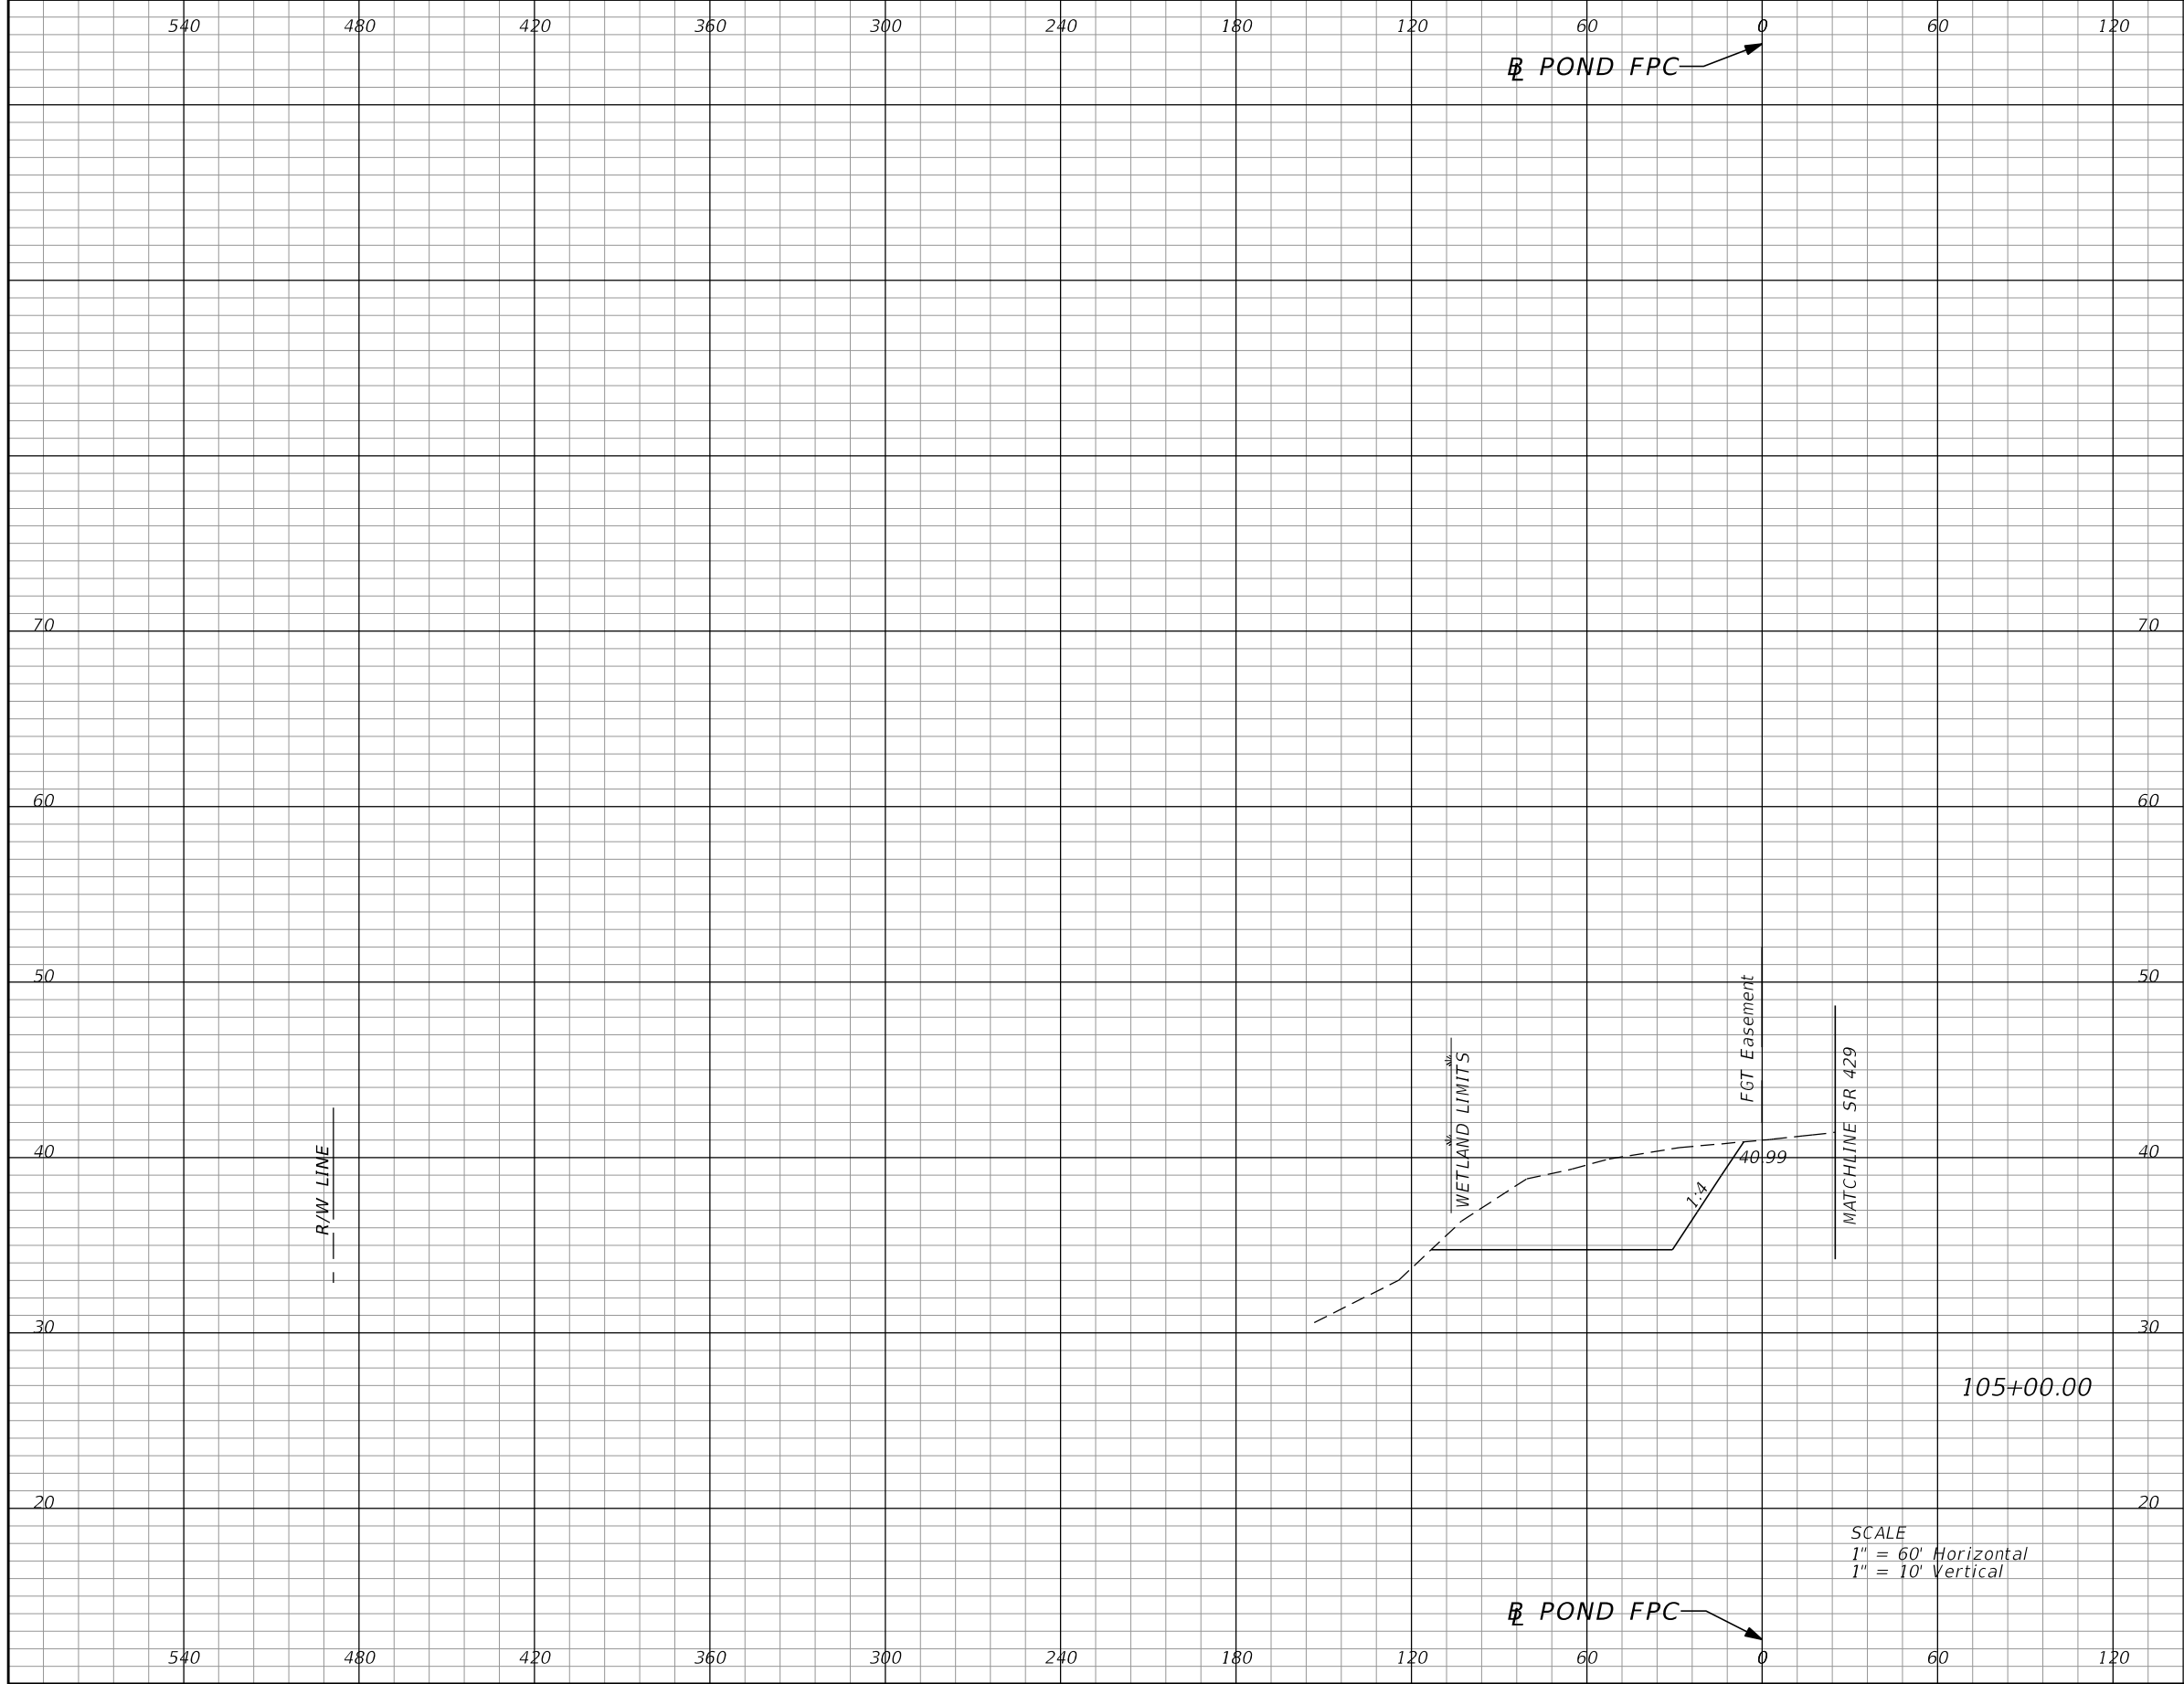 540 480 420 360 300 240 180 120 60 0 60 120
BL POND FPC
70 70
60 60
50 50
FGT Easement
WETLAND LIMITS
MATCHLINE SR 429
R/W LINE
40 40
40.99
1:4
30 30
105+00.00
20 20
SCALE
1" = 60' Horizontal
1" = 10' Vertical
BL POND FPC
540 480 420 360 300 240 180 120 60 0 60 120